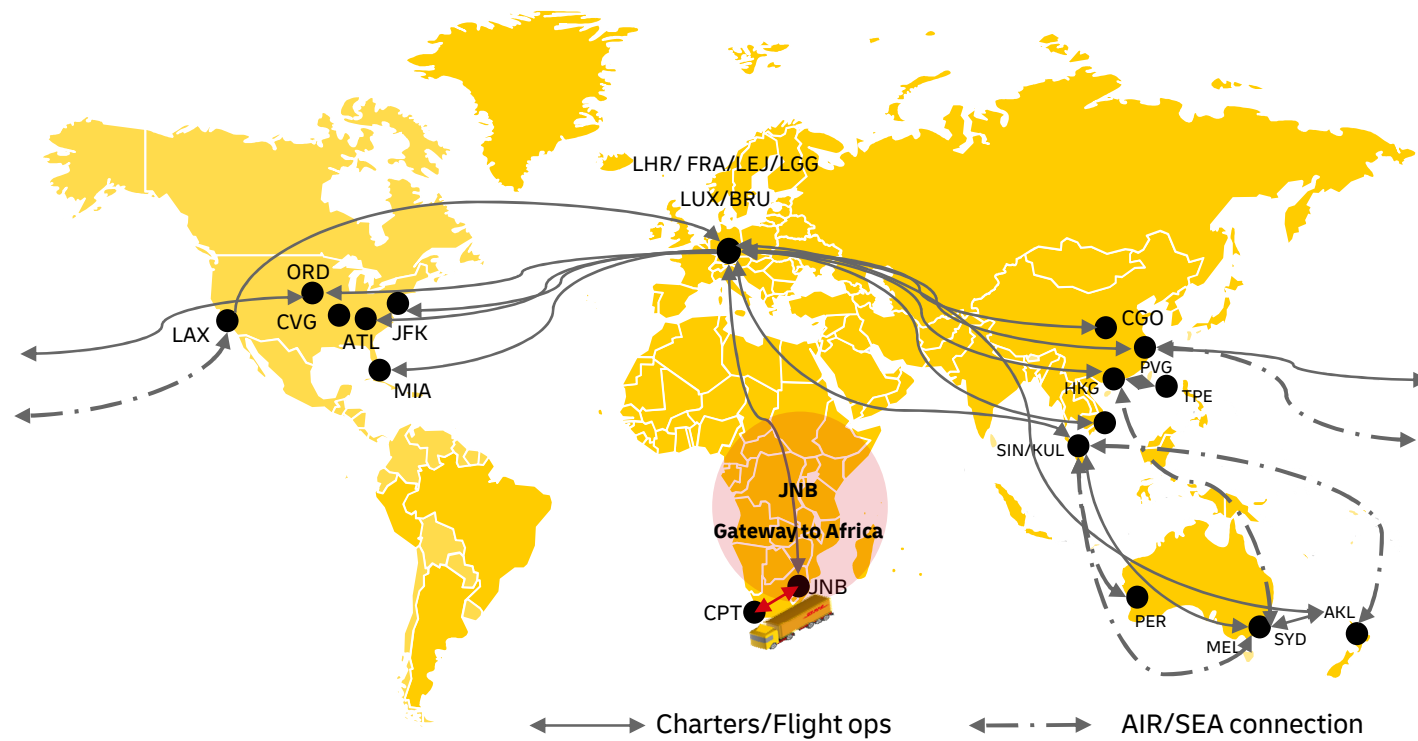 LHR/ FRA/LEJ/LGG
LUX/BRU
ORD
LAX
CVG
ATL
JFK
MIA
CGO
PVG
HKG
TPE
SIN/KUL
JNB
Gateway to Africa
JNB
CPT
PER
AKL
MEL
SYD
Charters/Flight ops
AIR/SEA connection